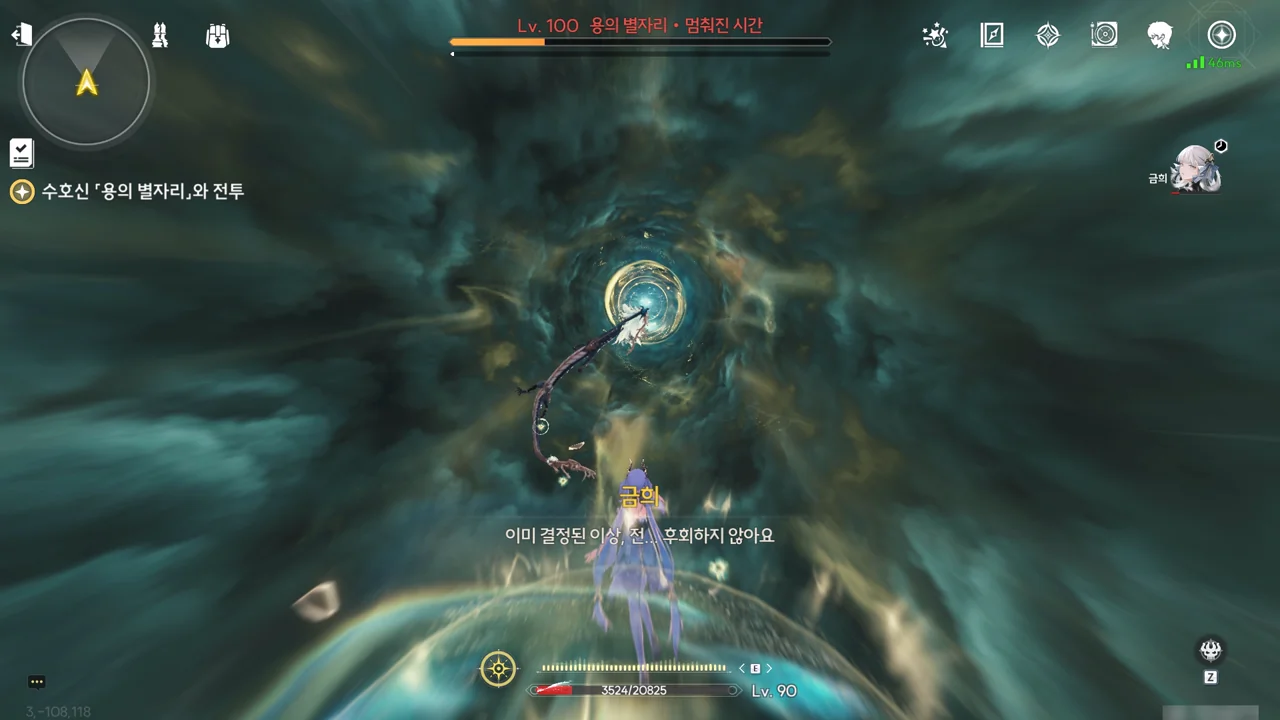 Lv. 100 용의 별자리・멈춰진 시간
46ms
수호신 「용의 별자리」와 전투
금희
금희
이미 결정된 이상, 전... 후회하지 않아요
E
3524/20825
Lv. 90
Z
3,-108,118